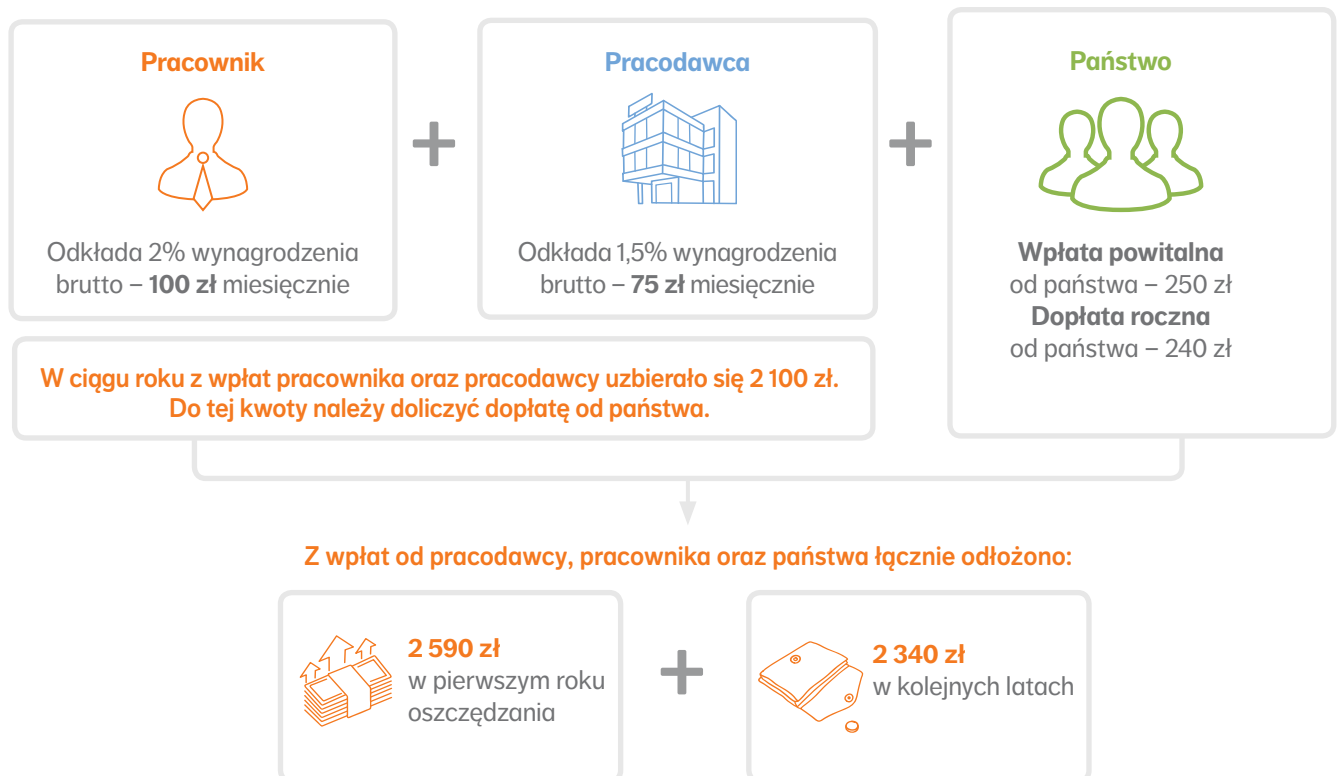 Pracownik
Odkłada 2% wynagrodzenia
brutto – 100 zł miesięcznie
Pracodawca
Odkłada 1,5% wynagrodzenia
brutto – 75 zł miesięcznie
Państwo
Wpłata powitalna
od państwa – 250 zł
Dopłata roczna
od państwa – 240 zł
W ciągu roku z wpłat pracownika oraz pracodawcy uzbierało się 2 100 zł.
Do tej kwoty należy doliczyć dopłatę od państwa.
Z wpłat od pracodawcy, pracownika oraz państwa łącznie odłożono:
2 590 zł
w pierwszym roku
oszczędzania
2 340 zł
w kolejnych latach